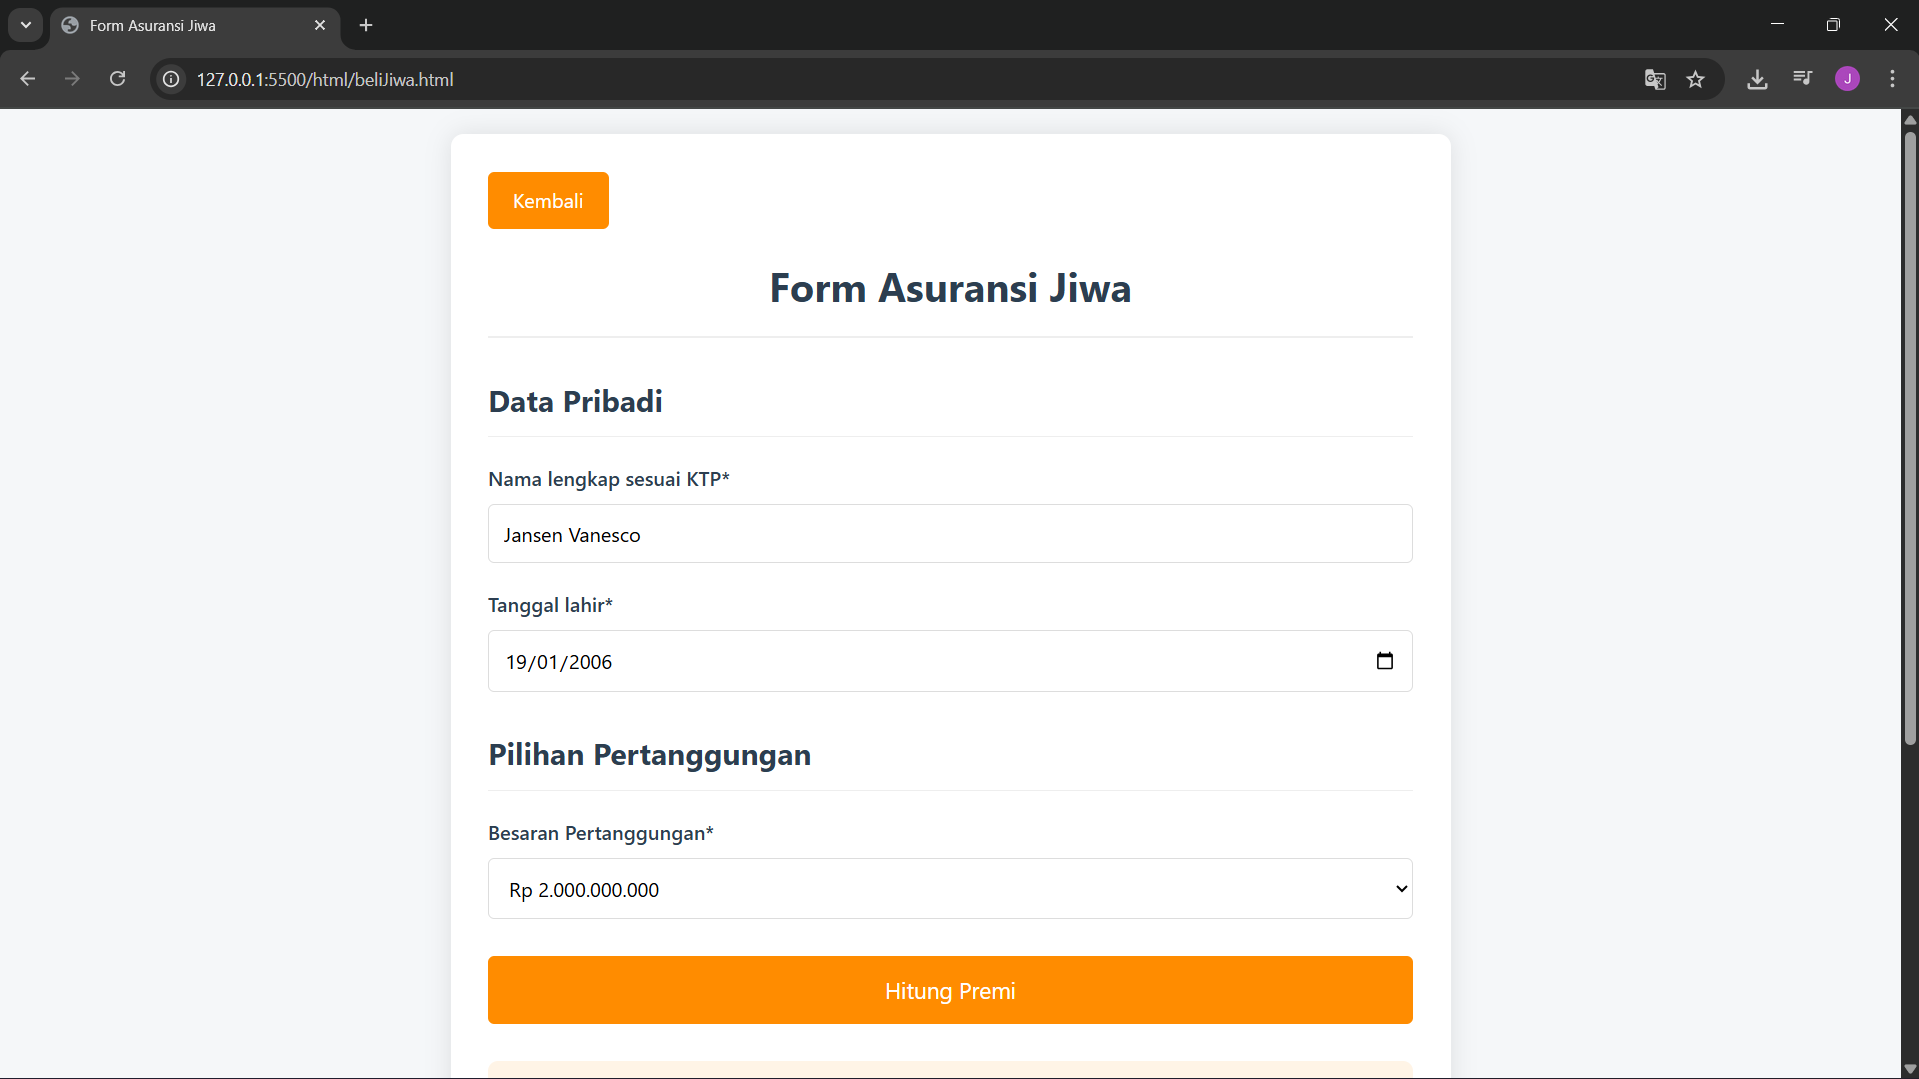 Form Asuransi Jiwa
127.0.0.1:5500/html/beliJiwa.html
J
Kembali
Form Asuransi Jiwa
Data Pribadi
Nama lengkap sesuai KTP*
Jansen Vanesco
Tanggal lahir*
19/01/2006
Pilihan Pertanggungan
Besaran Pertanggungan*
Rp 2.000.000.000
Hitung Premi